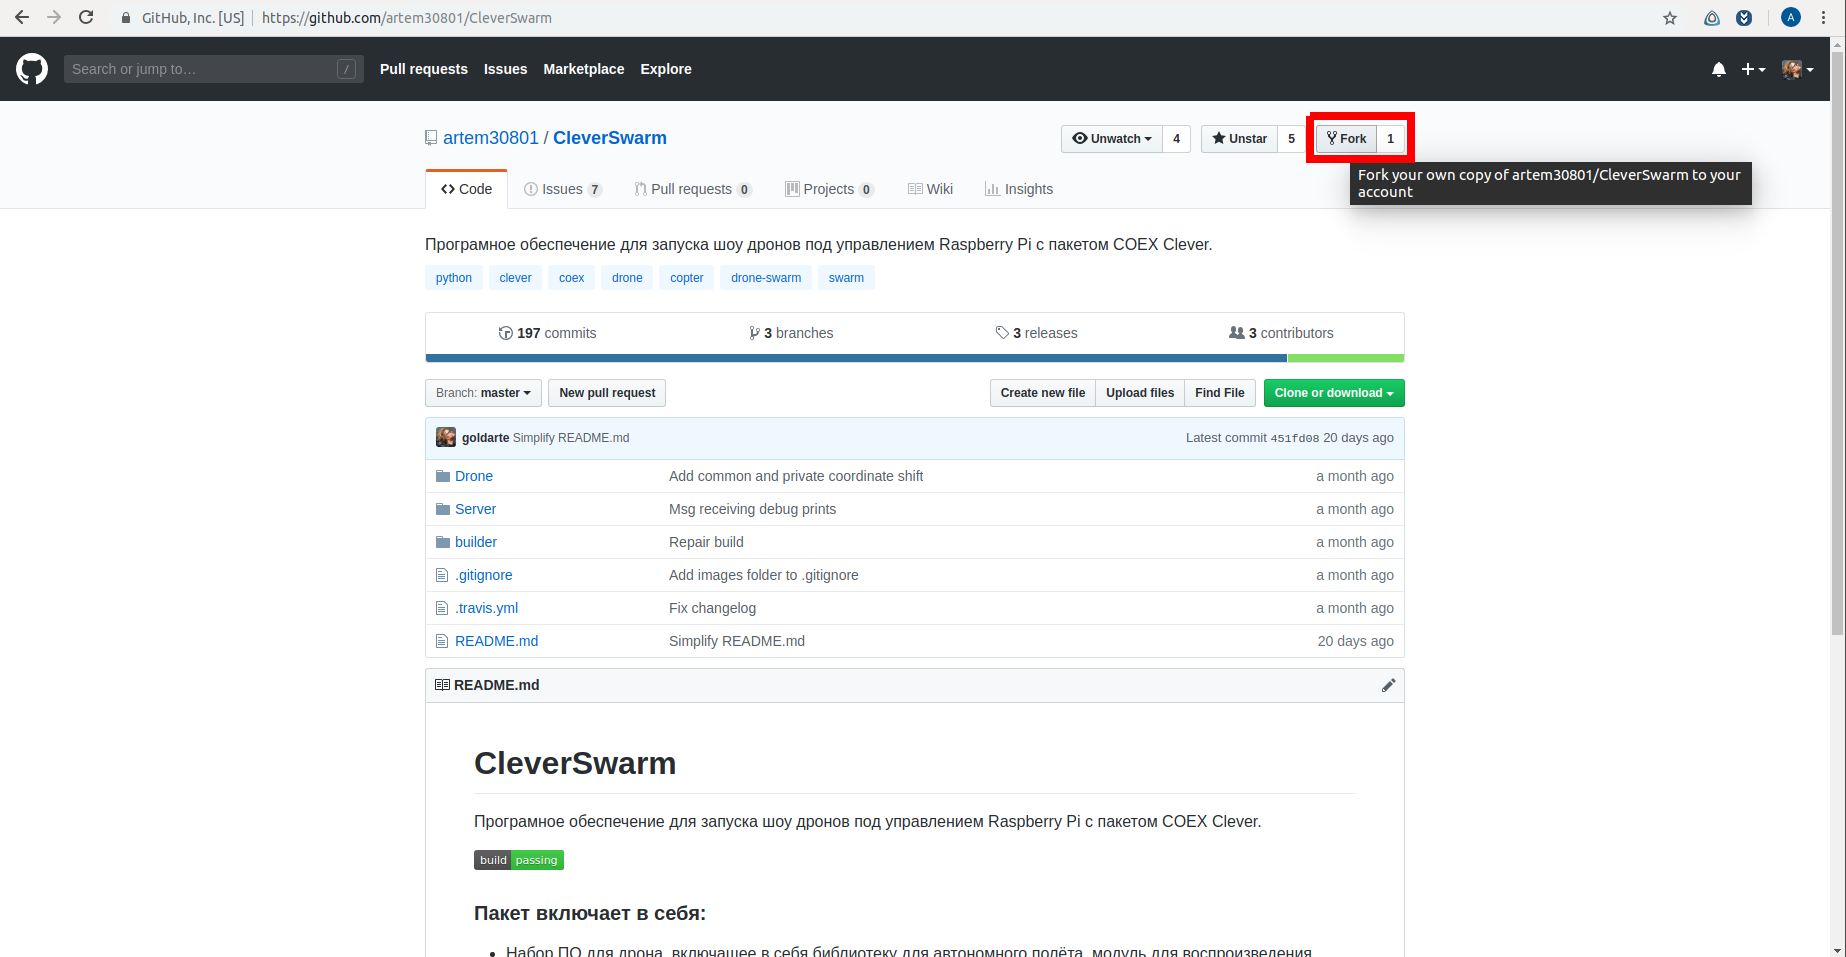 GitHub, Inc. [US] https://github.com/artem30801/CleverSwarm
A
Search or jump to… /
Pull requests Issues Marketplace Explore
artem30801 / CleverSwarm
Unwatch 4 Unstar 5 Fork 1
Fork your own copy of artem30801/CleverSwarm to your
account
Code Issues 7 Pull requests 0 Projects 0 Wiki Insights
Програмное обеспечение для запуска шоу дронов под управлением Raspberry Pi с пакетом COEX Clever.
python clever coex drone copter drone-swarm swarm
197 commits 3 branches 3 releases 3 contributors
Branch: master New pull request Create new file Upload files Find File Clone or download
goldarte Simplify README.md Latest commit 451fd08 20 days ago
Drone Add common and private coordinate shift a month ago
Server Msg receiving debug prints a month ago
builder Repair build a month ago
.gitignore Add images folder to .gitignore a month ago
.travis.yml Fix changelog a month ago
README.md Simplify README.md 20 days ago
README.md
CleverSwarm
Програмное обеспечение для запуска шоу дронов под управлением Raspberry Pi с пакетом COEX Clever.
build passing
Пакет включает в себя:
• Набор ПО для дрона, включащее в себя библиотеку для автономного полёта, модуль для воспроизведения